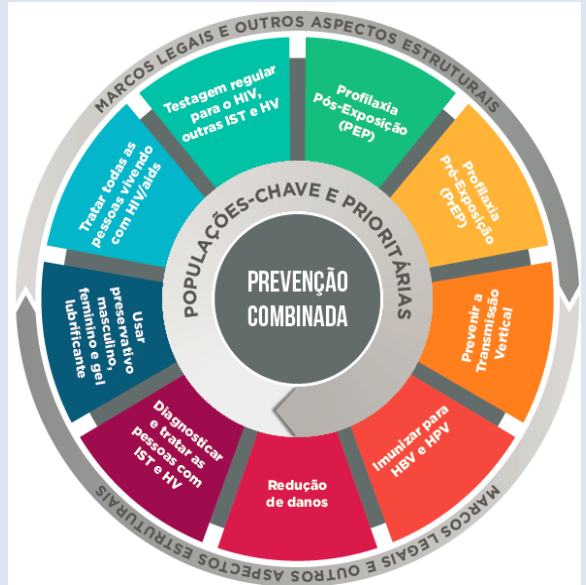 MARCOS LEGAIS E OUTROS ASPECTOS ESTRUTURAIS
Testagem regular
para o HIV,
outras IST e HV
Profilaxia
Pós-Exposição
(PEP)
Profilaxia
Pré-Exposição
(PrEP)
Prevenir a
Transmissão
Vertical
Imunizar para
HBV e HPV
Redução
de danos
Diagnosticar
e tratar as
pessoas com
IST e HV
Usar
preservativo
masculino,
feminino e gel
lubrificante
Tratar todas as
pessoas vivendo
com HIV/aids
POPULAÇÕES-CHAVE E PRIORITÁRIAS
PREVENÇÃO
COMBINADA
MARCOS LEGAIS E OUTROS ASPECTOS ESTRUTURAIS